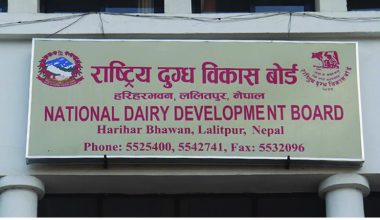 राष्ट्रिय दुग्ध विकास बोर्ड
हरिहरभवन, ललितपुर, नेपाल
NATIONAL DAIRY DEVELOPMENT BOARD
Harihar Bhawan, Lalitpur, Nepal
Phone: 5525400, 5542741, Fax: 5532096